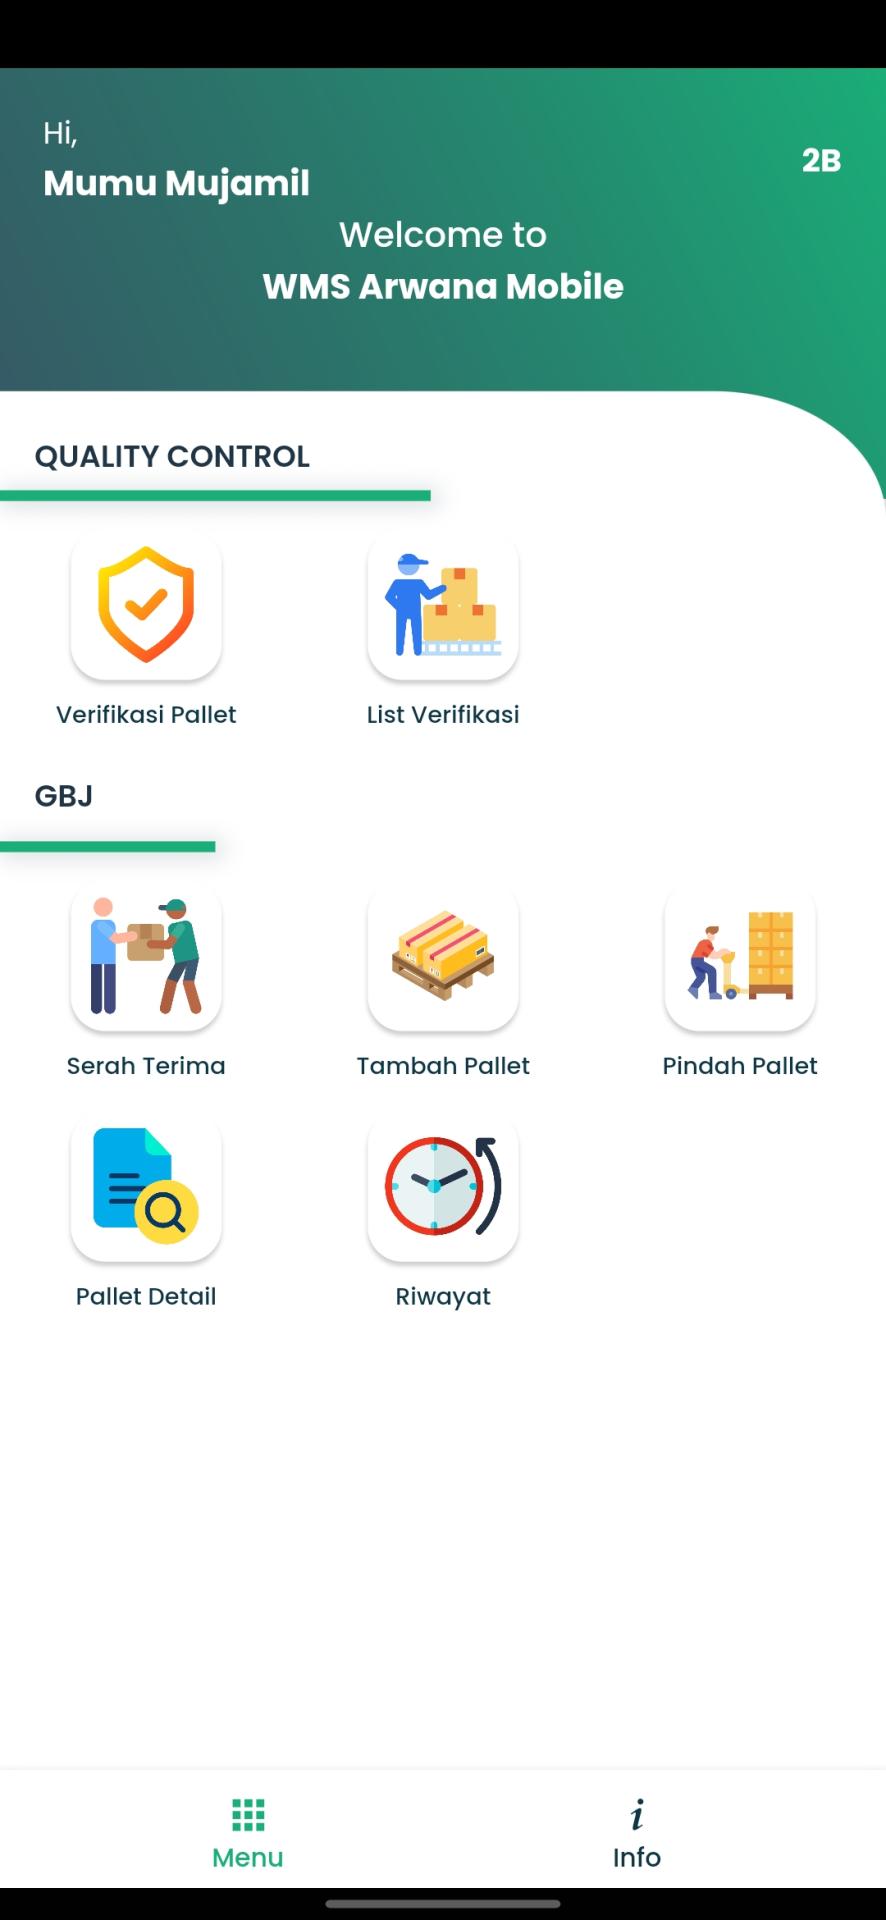 Hi,
Mumu Mujamil
2B
Welcome to
WMS Arwana Mobile
QUALITY CONTROL
Verifikasi Pallet
List Verifikasi
GBJ
Serah Terima
Tambah Pallet
Pindah Pallet
Pallet Detail
Riwayat
Menu
Info